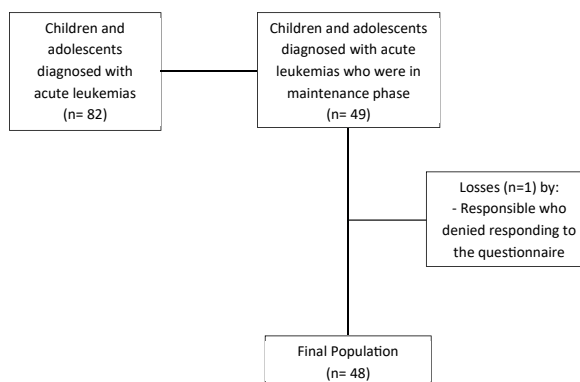 Children and
adolescents
diagnosed with
acute leukemias
(n= 82)
Children and adolescents
diagnosed with acute
leukemias who were in
maintenance phase
(n= 49)
Losses (n=1) by:
- Responsible who
denied responding to
the questionnaire
Final Population
(n= 48)